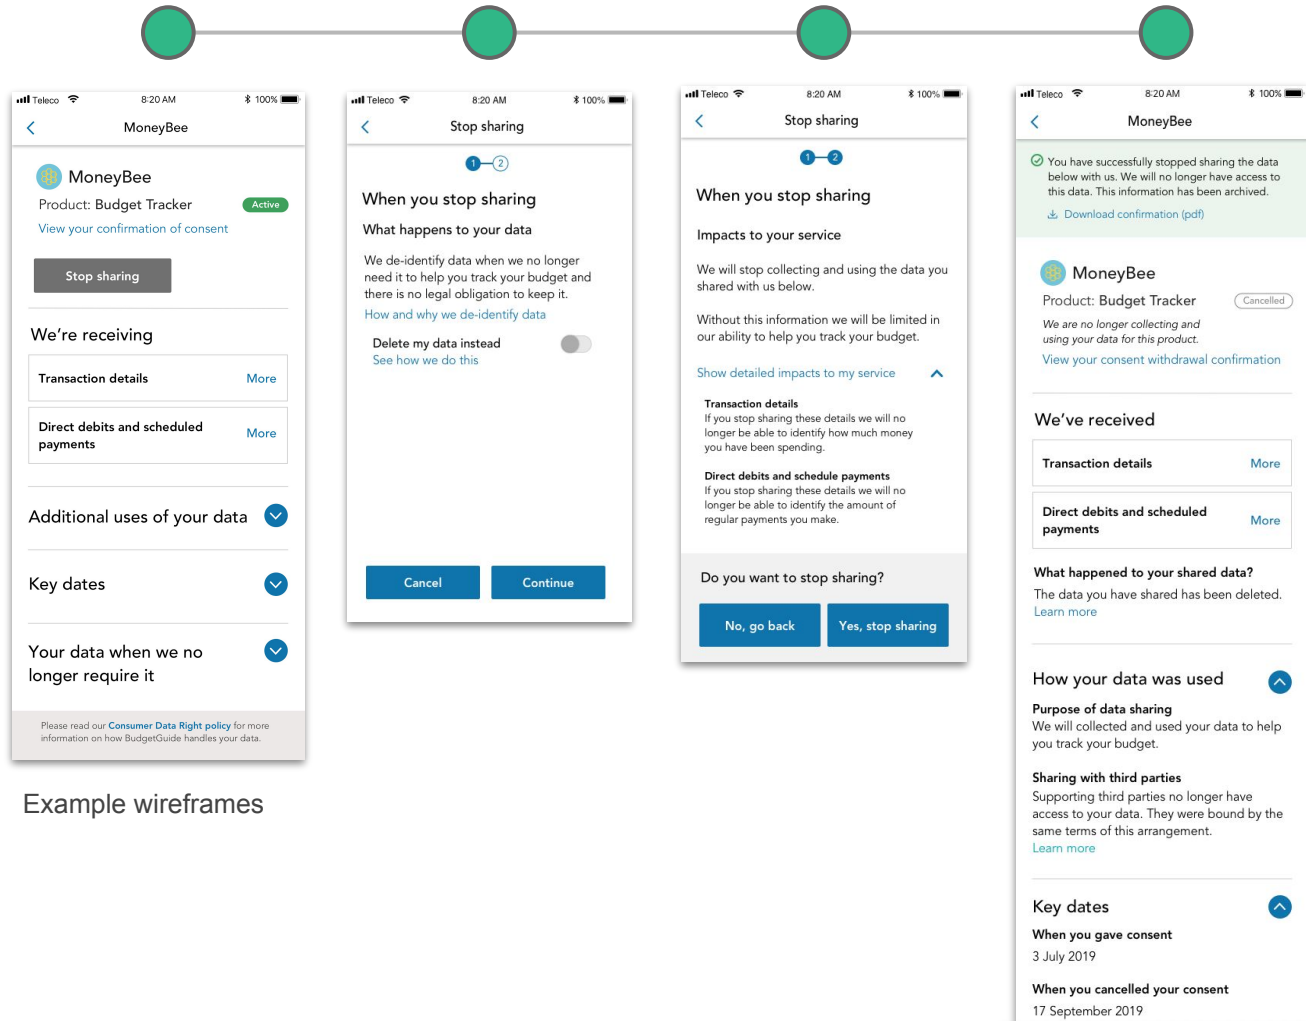 Teleco
8:20 AM
100%
MoneyBee
MoneyBee
Product: Budget Tracker
Active
View your confirmation of consent
Stop sharing
We're receiving
Transaction details
More
Direct debits and scheduled
payments
More
Additional uses of your data
Key dates
Your data when we no
longer require it
Please read our Consumer Data Right policy for more
information on how BudgetGuide handles your data.
Example wireframes
Teleco
8:20 AM
100%
Stop sharing
1
2
When you stop sharing
What happens to your data
We de-identify data when we no longer
need it to help you track your budget and
there is no legal obligation to keep it.
How and why we de-identify data
Delete my data instead
See how we do this
Cancel
Continue
Teleco
8:20 AM
100%
Stop sharing
1
2
When you stop sharing
Impacts to your service
We will stop collecting and using the data you
shared with us below.
Without this information we will be limited in
our ability to help you track your budget.
Show detailed impacts to my service
Transaction details
If you stop sharing these details we will no
longer be able to identify how much money
you have been spending.
Direct debits and schedule payments
If you stop sharing these details we will no
longer be able to identify the amount of
regular payments you make.
Do you want to stop sharing?
No, go back
Yes, stop sharing
Teleco
8:20 AM
100%
MoneyBee
You have successfully stopped sharing the data
below with us. We will no longer have access to
this data. This information has been archived.
Download confirmation (pdf)
MoneyBee
Product: Budget Tracker
Cancelled
We are no longer collecting and
using your data for this product.
View your consent withdrawal confirmation
We've received
Transaction details
More
Direct debits and scheduled
payments
More
What happened to your shared data?
The data you have shared has been deleted.
Learn more
How your data was used
Purpose of data sharing
We will collected and used your data to help
you track your budget.
Sharing with third parties
Supporting third parties no longer have
access to your data. They were bound by the
same terms of this arrangement.
Learn more
Key dates
When you gave consent
3 July 2019
When you cancelled your consent
17 September 2019